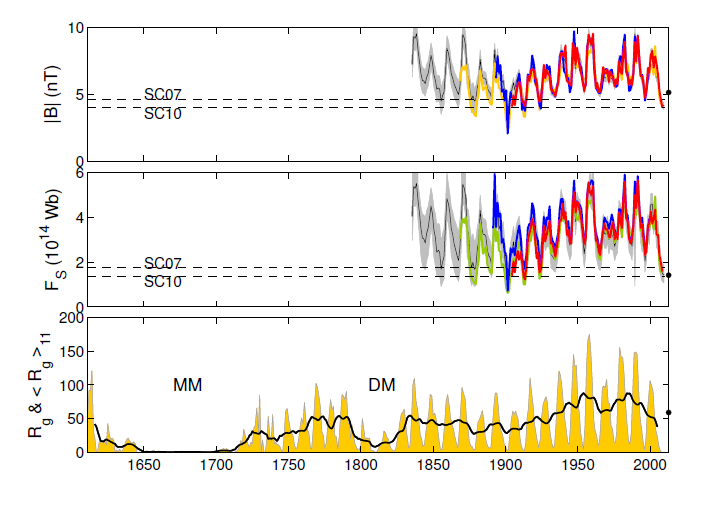 10
5
0
|B| (nT)
SC07
SC10
6
4
2
0
F_S (10^14 Wb)
SC07
SC10
200
150
100
50
0
R_g & < R_g >_11
MM DM
1650 1700 1750 1800 1850 1900 1950 2000